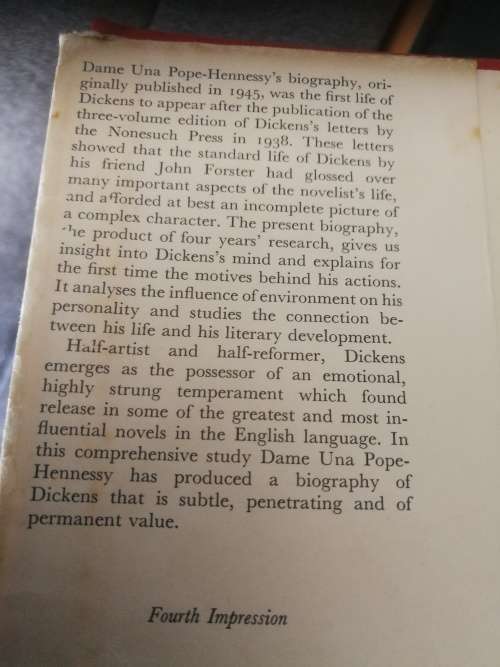 Dame Una Pope-Hennessy's biography, ori-
ginally published in 1945, was the first life of
Dickens to appear after the publication of the
three-volume edition of Dickens's letters by
the Nonesuch Press in 1938. These letters
showed that the standard life of Dickens by
his friend John Forster had glossed over
many important aspects of the novelist's life,
and afforded at best an incomplete picture of
a complex character. The present biography,
the product of four years' research, gives us
insight into Dickens's mind and explains for
the first time the motives behind his actions.
It analyses the influence of environment on his
personality and studies the connection be-
tween his life and his literary development.
Half-artist and half-reformer, Dickens
emerges as the possessor of an emotional,
highly strung temperament which found
release in some of the greatest and most in-
fluential novels in the English language. In
this comprehensive study Dame Una Pope-
Hennessy has produced a biography of
Dickens that is subtle, penetrating and of
permanent value.
Fourth Impression